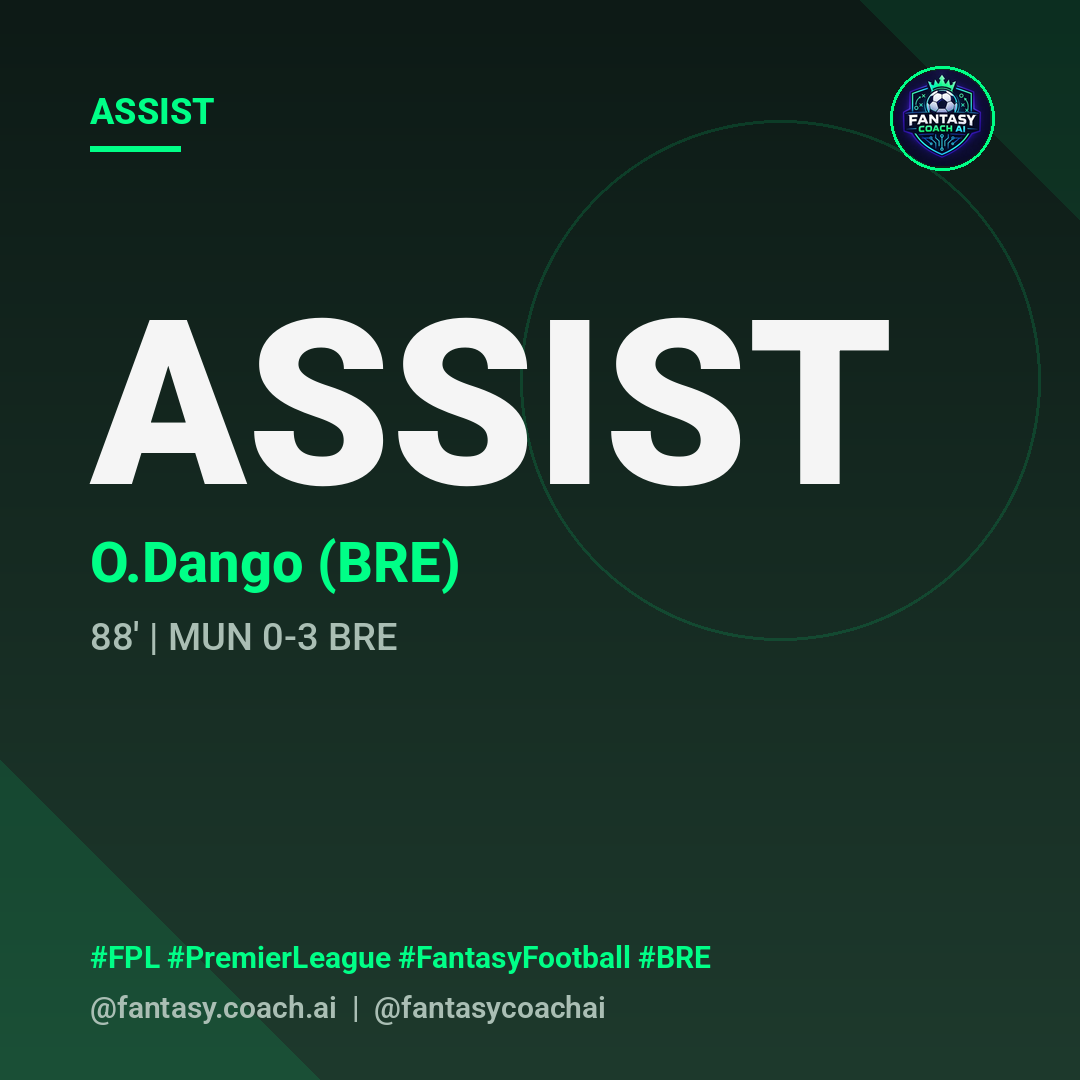 ASSIST
FANTASY
COACH AI
ASSIST
O.Dango (BRE)
88' | MUN 0-3 BRE
#FPL #PremierLeague #FantasyFootball #BRE
@fantasy.coach.ai | @fantasycoachai